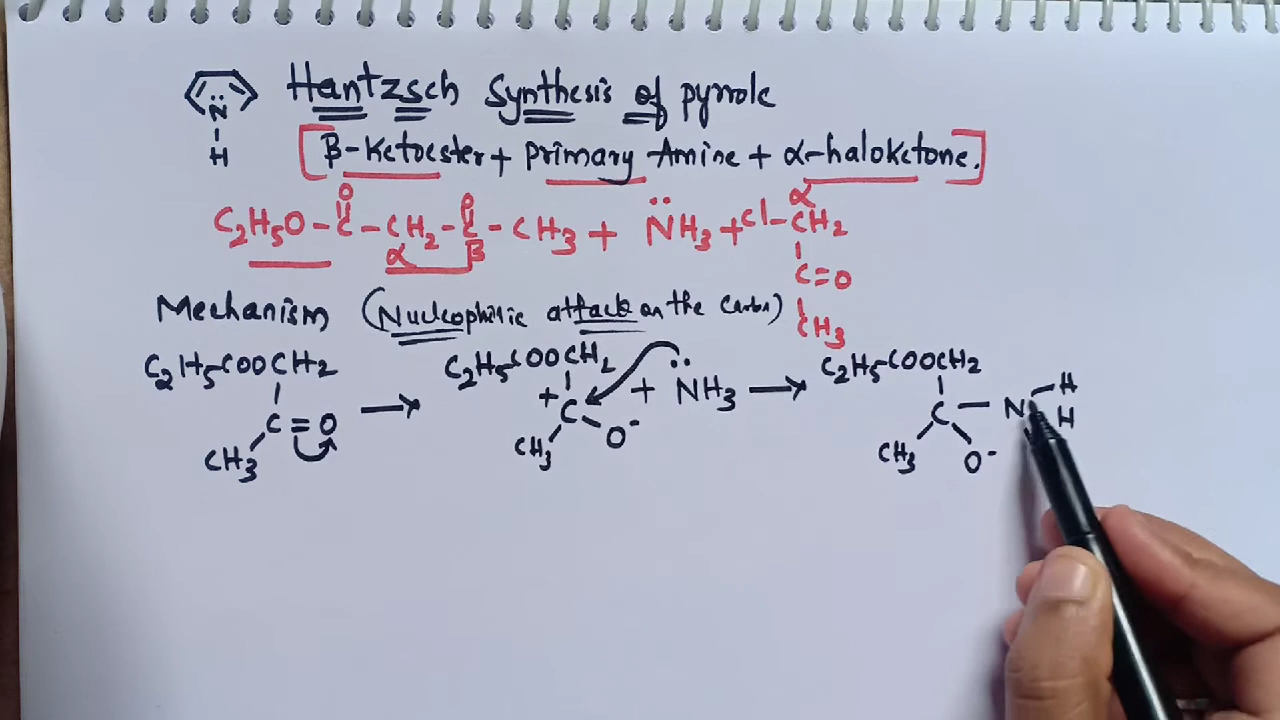 Hantzsch Synthesis of pyrrole
N
H
[β-Ketoester + primary Amine + α-haloketone.]
C2H5O-C-CH2-C-CH3 + NH3 + Cl-CH2
O O α
α β
C=O
CH3
Mechanism (Nucleophilic attack on the Carbon)
C2H5COOCH2 C2H5COOCH2 C2H5COOCH2
C=O → +C O- + NH3 → C-N H H
CH3 CH3 CH3 O-